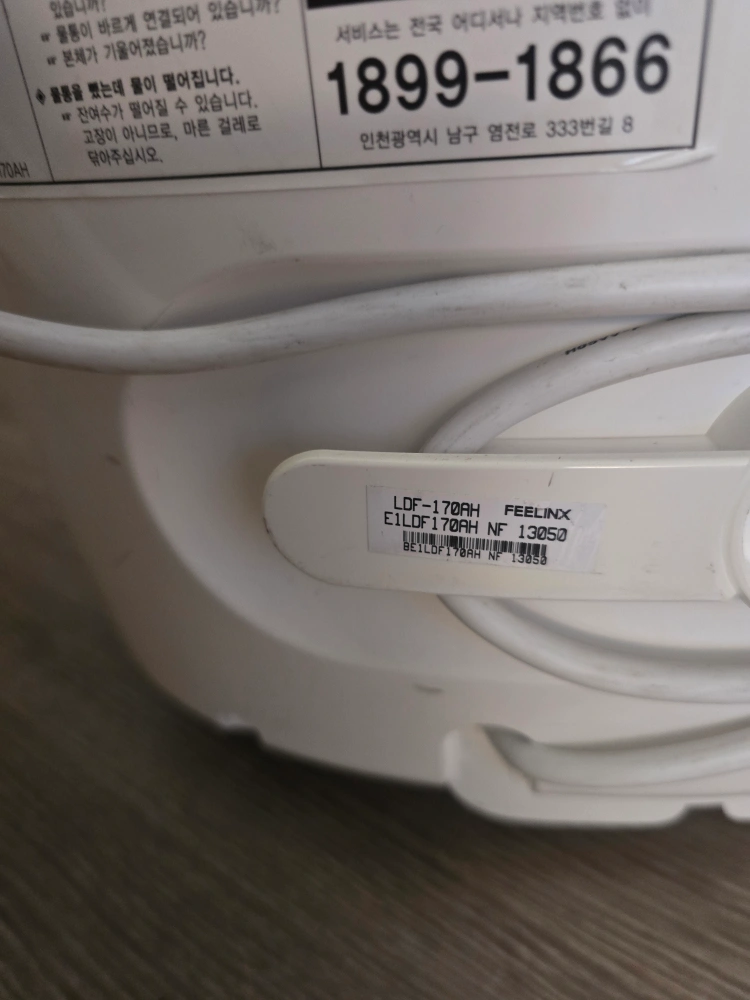 있습니까?
☞ 물통이 바르게 연결되어 있습니까?
☞ 본체가 기울어졌습니까?
◆ 물통을 뺐는데 물이 떨어집니다.
☞ 잔여수가 떨어질 수 있습니다.
고장이 아니므로, 마른 걸레로
닦아주십시오.
170AH
서비스는 전국 어디서나 지역번호 없이
1899-1866
인천광역시 남구 염전로 333번길 8
LDF-170AH FEELINX
E1LDF170AH NF 13050
BE1LDF170AH NF 13050